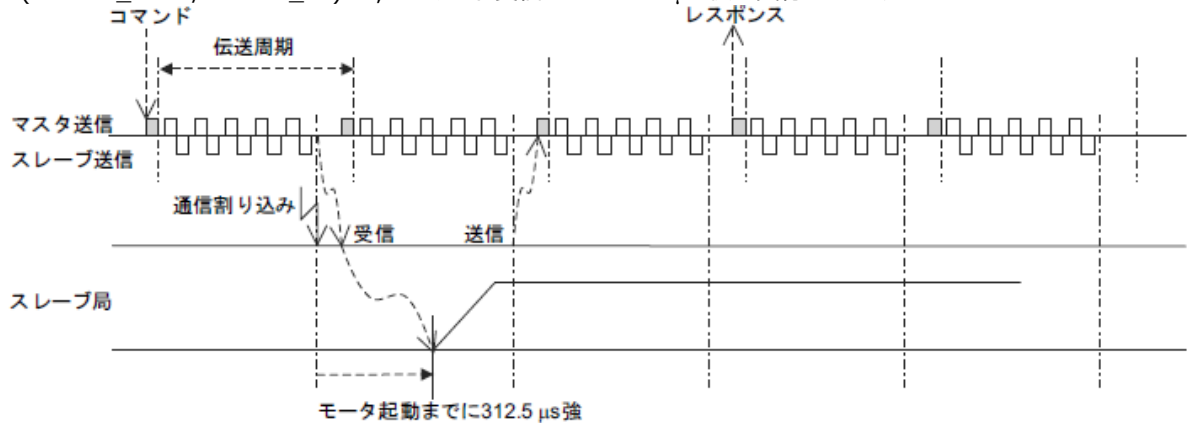 コマンド
レスポンス
伝送周期
マスタ送信
スレーブ送信
通信割り込み
受信
送信
スレーブ局
モータ起動までに312.5 μs強